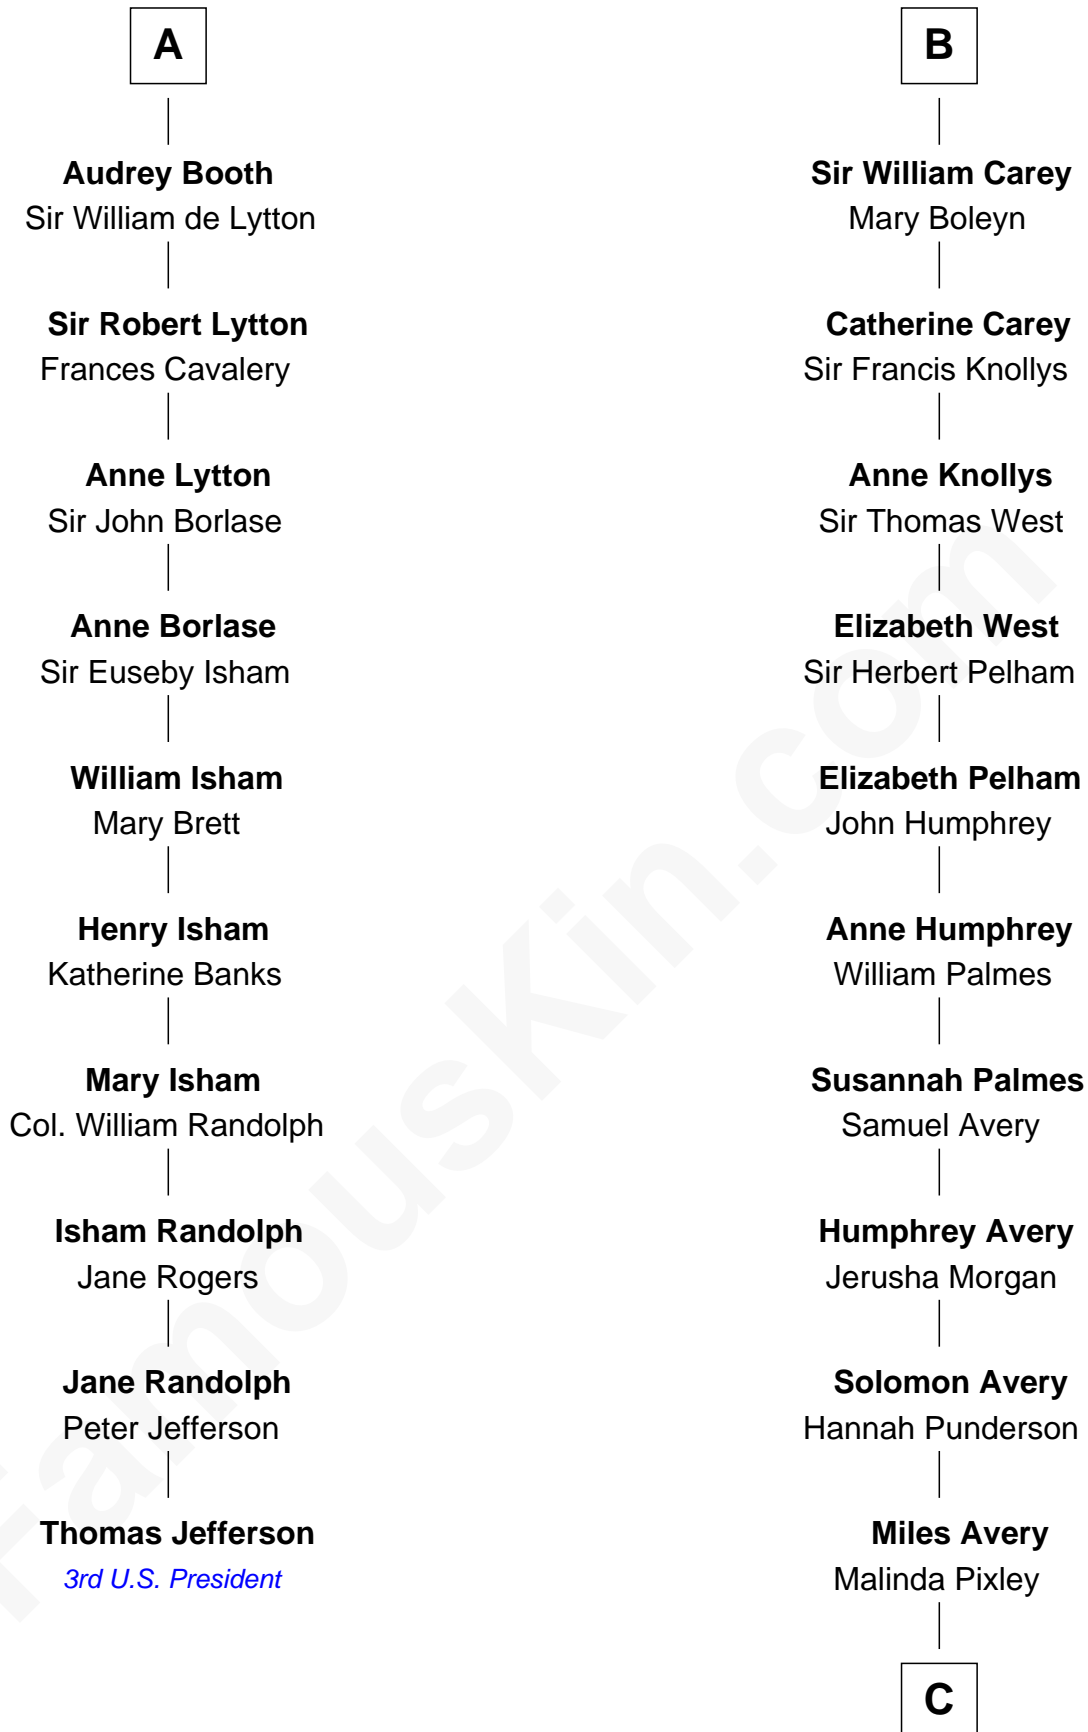 A
Audrey Booth
Sir William de Lytton
Sir Robert Lytton
Frances Cavalery
Anne Lytton
Sir John Borlase
Anne Borlase
Sir Euseby Isham
William Isham
Mary Brett
Henry Isham
Katherine Banks
Mary Isham
Col. William Randolph
Isham Randolph
Jane Rogers
Jane Randolph
Peter Jefferson
Thomas Jefferson
3rd U.S. President
B
Sir William Carey
Mary Boleyn
Catherine Carey
Sir Francis Knollys
Anne Knollys
Sir Thomas West
Elizabeth West
Sir Herbert Pelham
Elizabeth Pelham
John Humphrey
Anne Humphrey
William Palmes
Susannah Palmes
Samuel Avery
Humphrey Avery
Jerusha Morgan
Solomon Avery
Hannah Punderson
Miles Avery
Malinda Pixley
C
FamousKin.com